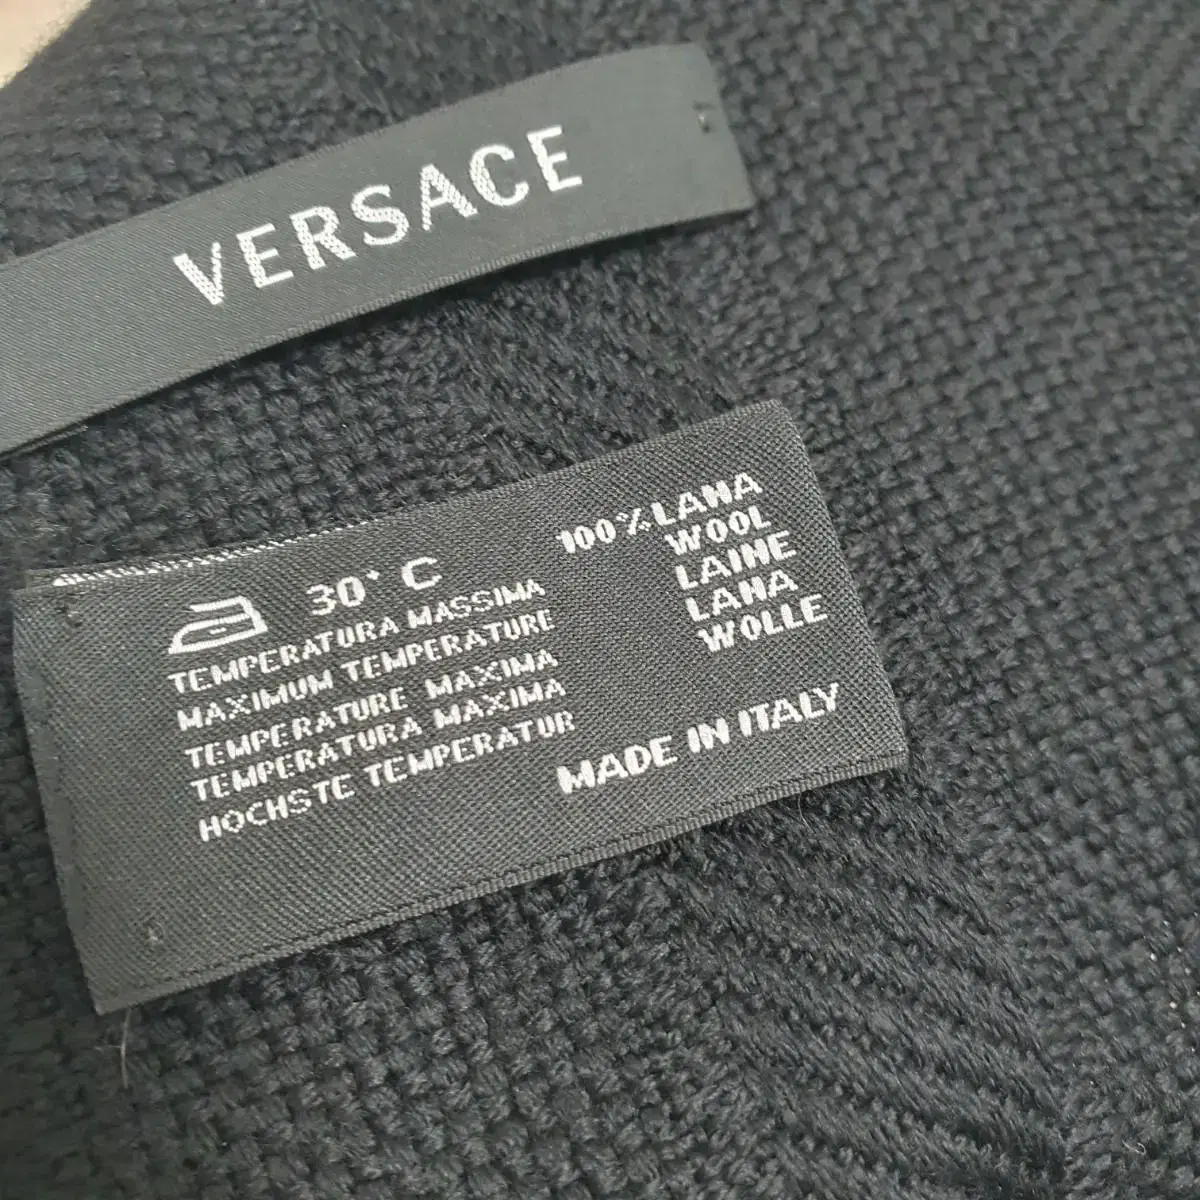 VERSACE
30° C
TEMPERATURA MASSIMA
MAXIMUM TEMPERATURE
TEMPERATURE MAXIMA
TEMPERATURA MAXIMA
HOCHSTE TEMPERATUR
100% LANA
WOOL
LAINE
LANA
WOLLE
MADE IN ITALY